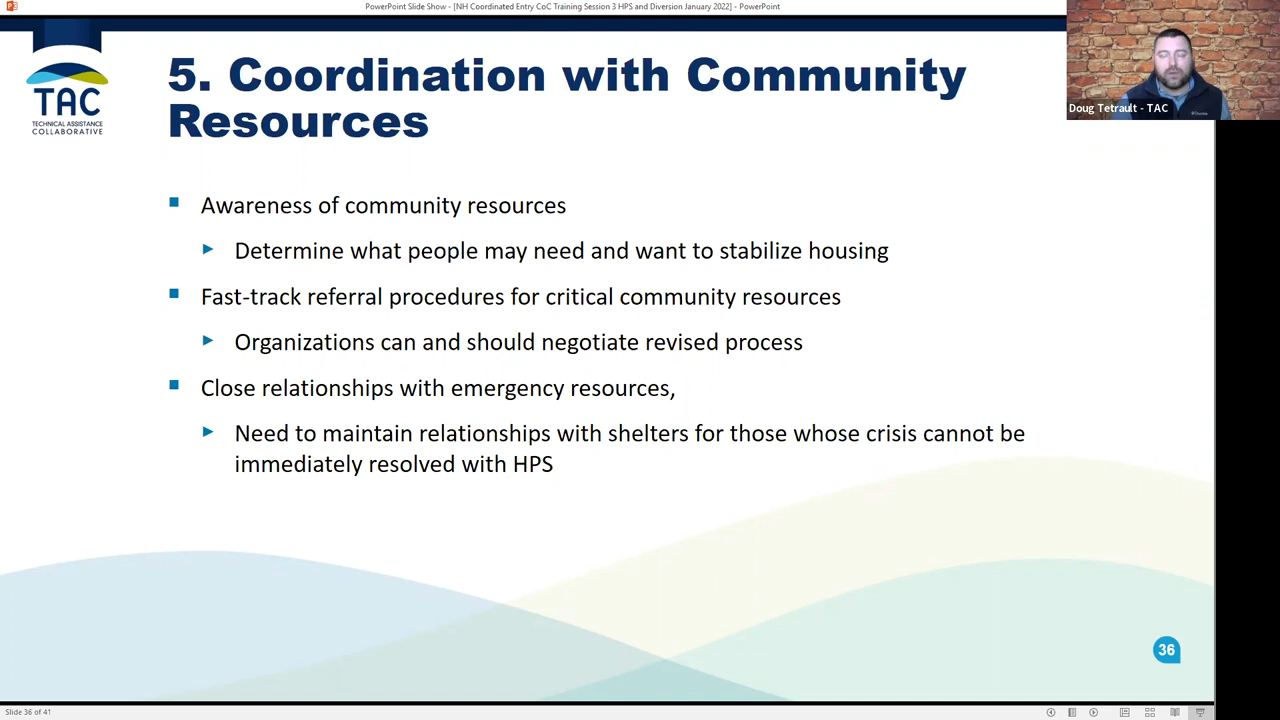 PowerPoint Slide Show - [NH Coordinated Entry CoC Training Session 3 HPS and Diversion January 2022] - PowerPoint
5. Coordination with Community
Resources
TAC
TECHNICAL ASSISTANCE
COLLABORATIVE
Doug Tetrault - TAC
Awareness of community resources
Determine what people may need and want to stabilize housing
Fast-track referral procedures for critical community resources
Organizations can and should negotiate revised process
Close relationships with emergency resources,
Need to maintain relationships with shelters for those whose crisis cannot be
immediately resolved with HPS
36
Slide 36 of 41